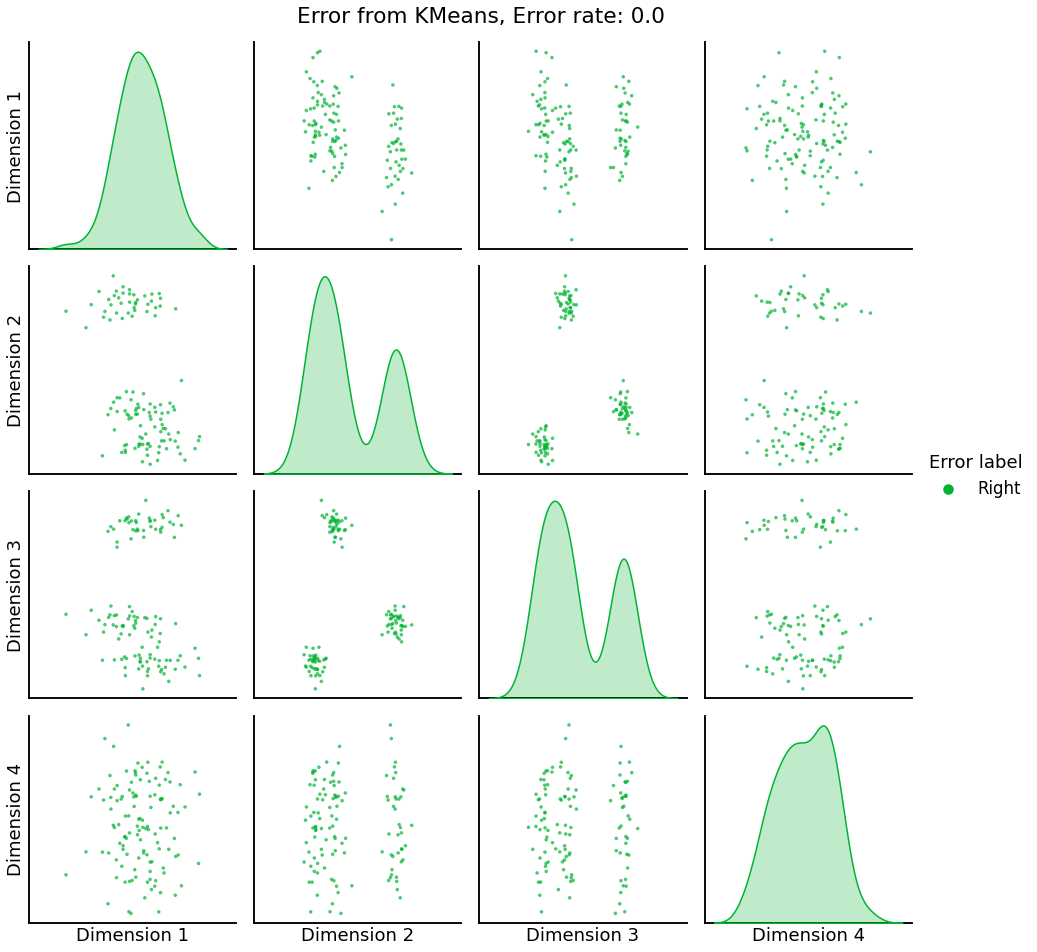 Error from KMeans, Error rate: 0.0
Dimension 1
Dimension 2
Dimension 3
Dimension 4
Error label
Right
Dimension 1
Dimension 2
Dimension 3
Dimension 4